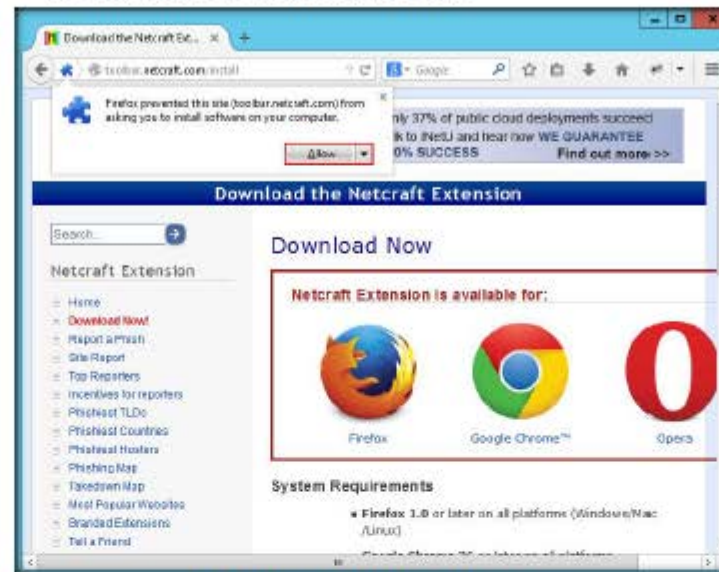 Download the Netcraft Ext...
toolbar.netcraft.com/install
Google
Firefox prevented this site (toolbar.netcraft.com) from
asking you to install software on your computer.
Allow
nly 37% of public cloud deployments succeed
lk to iNetU and hear now WE GUARANTEE
0% SUCCESS Find out more >>
Download the Netcraft Extension
Search...
Netcraft Extension
Home
Download Now!
Report a Phish
Site Report
Top Reporters
Incentives for reporters
Phishiest TLDs
Phishiest Countries
Phishiest Hosters
Phishing Map
Takedown Map
Most Popular Websites
Branded Extensions
Tell a Friend
Download Now
Netcraft Extension is available for:
Firefox
Google Chrome™
Opera
System Requirements
Firefox 1.0 or later on all platforms (Windows/Mac
/Linux)